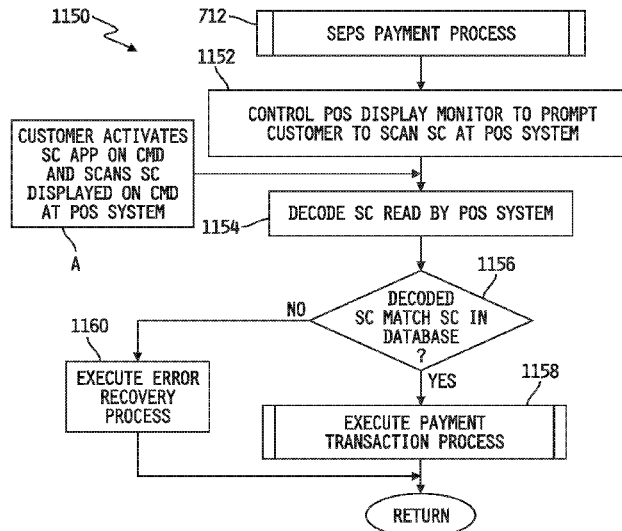 1150
712
SEPS PAYMENT PROCESS
1152
CONTROL POS DISPLAY MONITOR TO PROMPT
CUSTOMER TO SCAN SC AT POS SYSTEM
CUSTOMER ACTIVATES
SC APP ON CMD
AND SCANS SC
DISPLAYED ON CMD
AT POS SYSTEM
A
1154
DECODE SC READ BY POS SYSTEM
1156
DECODED
SC MATCH SC IN
DATABASE
?
NO
YES
1160
EXECUTE ERROR
RECOVERY
PROCESS
1158
EXECUTE PAYMENT
TRANSACTION PROCESS
RETURN